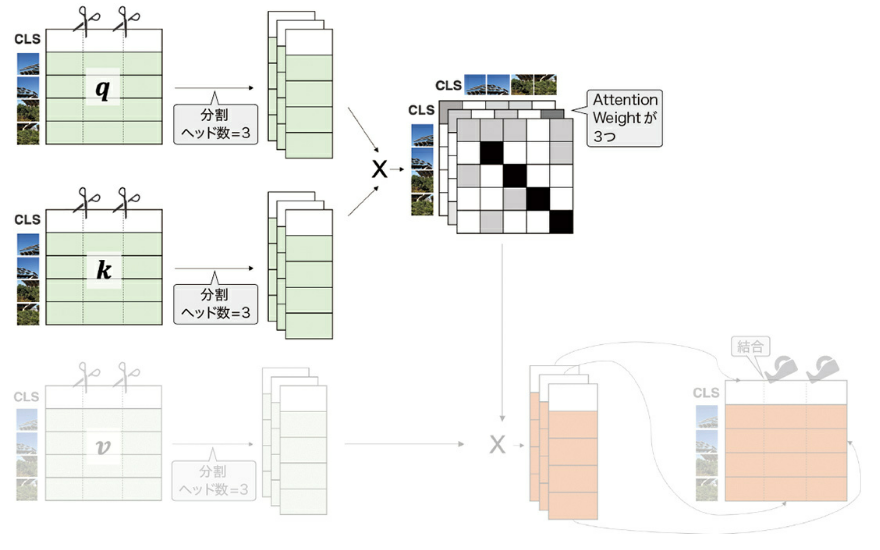 CLS
q
分割
ヘッド数=3
CLS
CLS
Attention
Weightが
3つ
X
CLS
k
分割
ヘッド数=3
結合
CLS
v
分割
ヘッド数=3
X
CLS